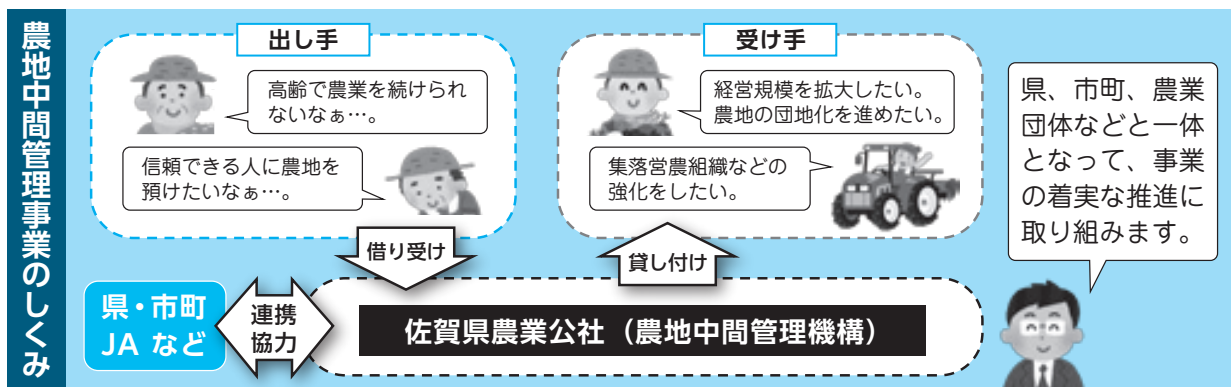 農地中間管理事業のしくみ
出し手
高齢で農業を続けられ
ないなぁ…。
信頼できる人に農地を
預けたいなぁ…。
受け手
経営規模を拡大したい。
農地の団地化を進めたい。
集落営農組織などの
強化をしたい。
県、市町、農業
団体などと一体
となって、事業
の着実な推進に
取り組みます。
借り受け
貸し付け
県・市町
JA など
連携
協力
佐賀県農業公社（農地中間管理機構）